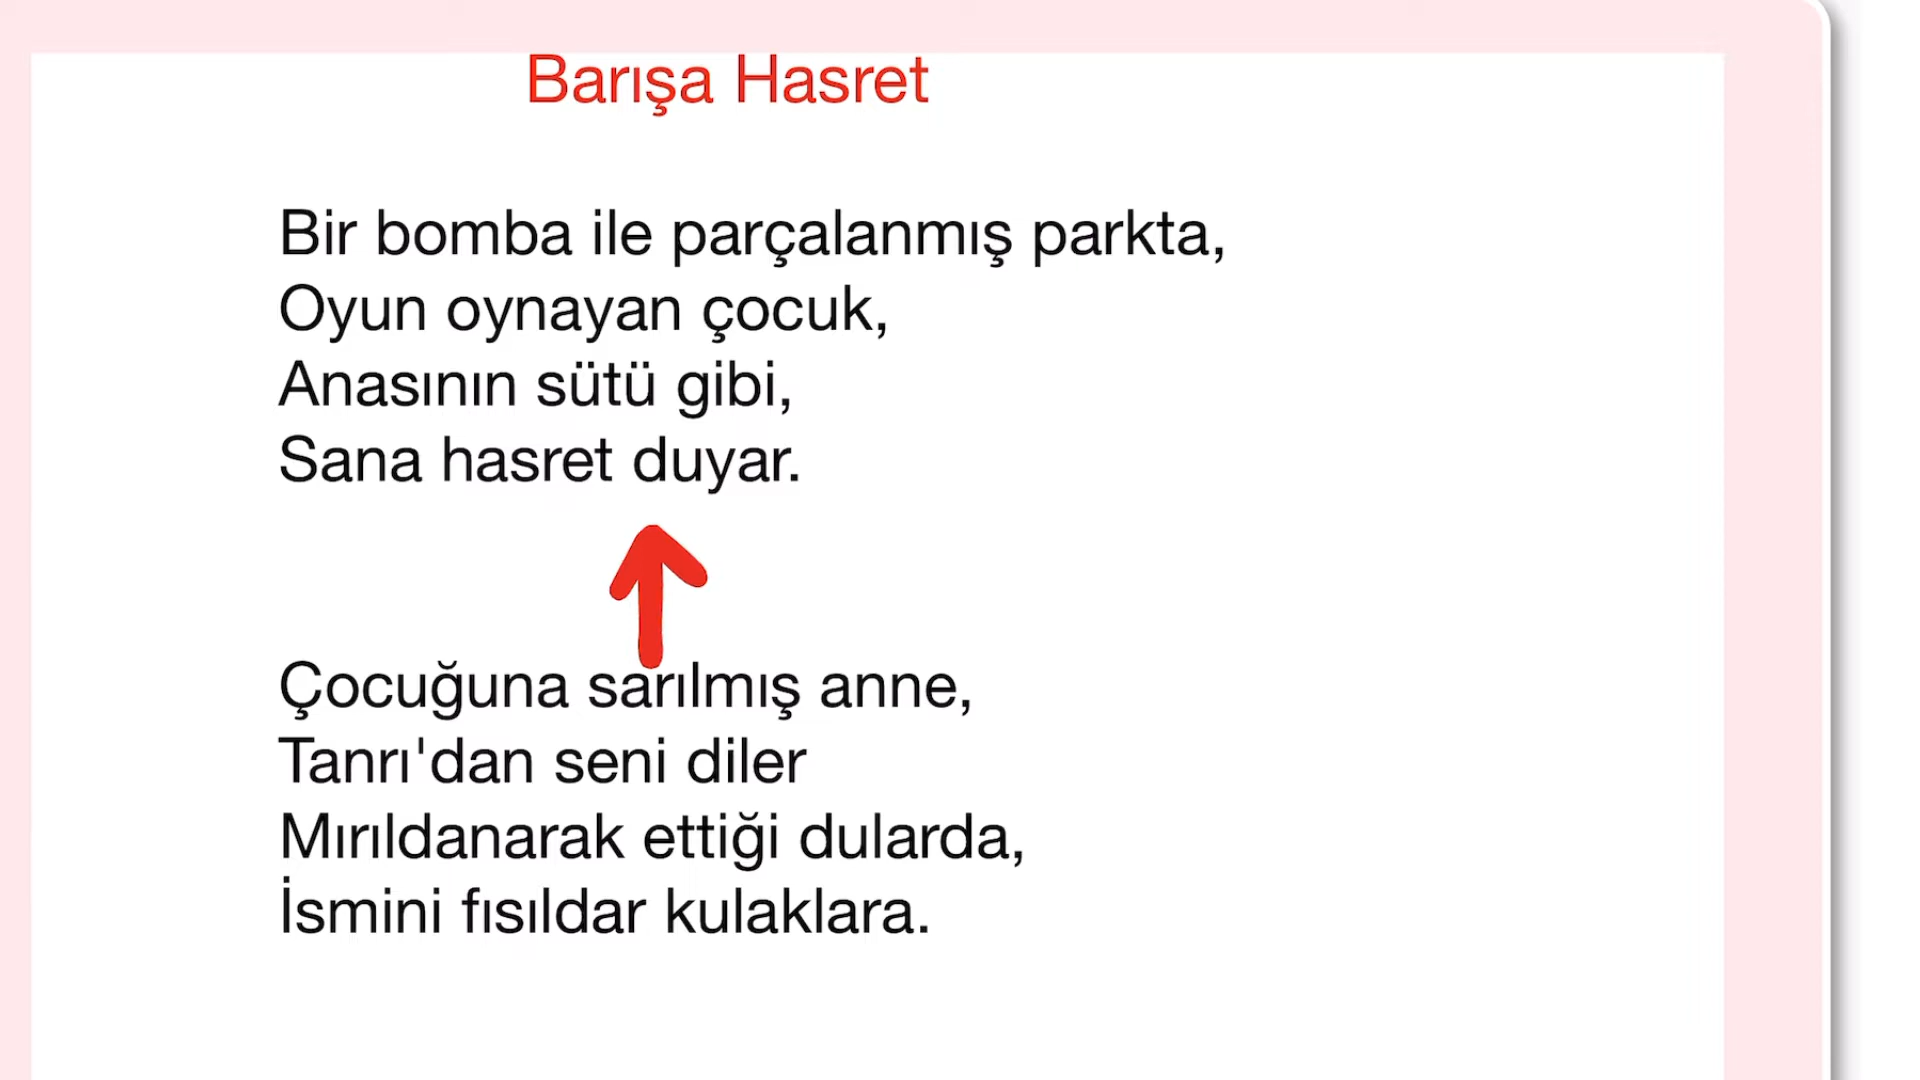 Barışa Hasret
Bir bomba ile parçalanmış parkta,
Oyun oynayan çocuk,
Anasının sütü gibi,
Sana hasret duyar.
Çocuğuna sarılmış anne,
Tanrı'dan seni diler
Mırıldanarak ettiği dularda,
İsmini fısıldar kulaklara.